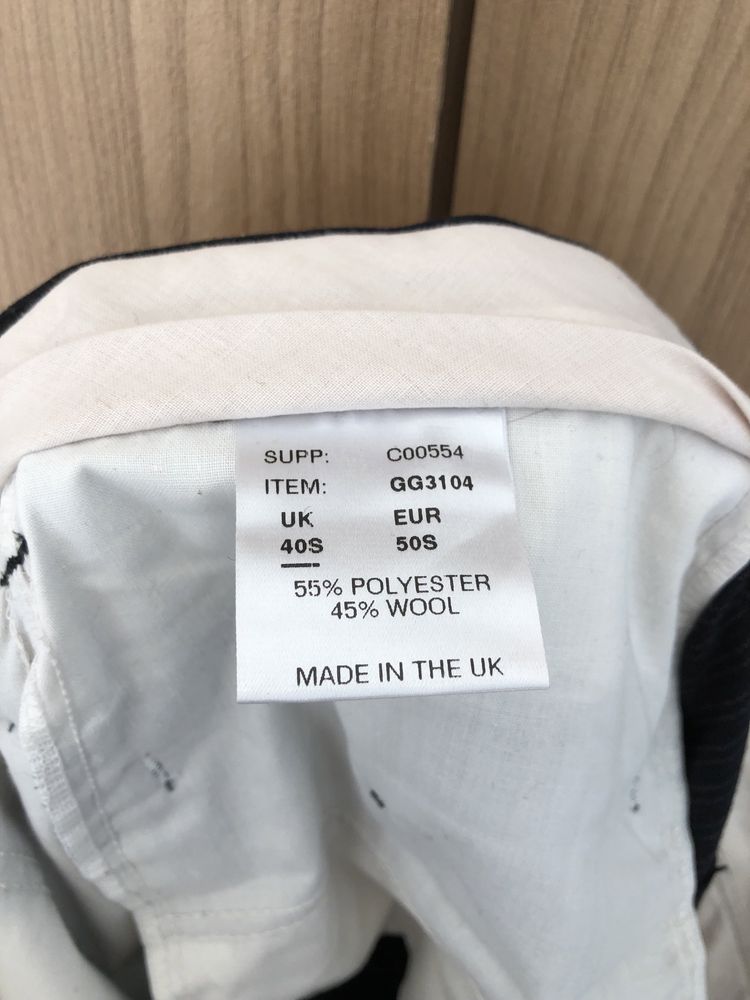 SUPP: C00554
ITEM: GG3104
UK EUR
40S 50S
55% POLYESTER
45% WOOL
MADE IN THE UK